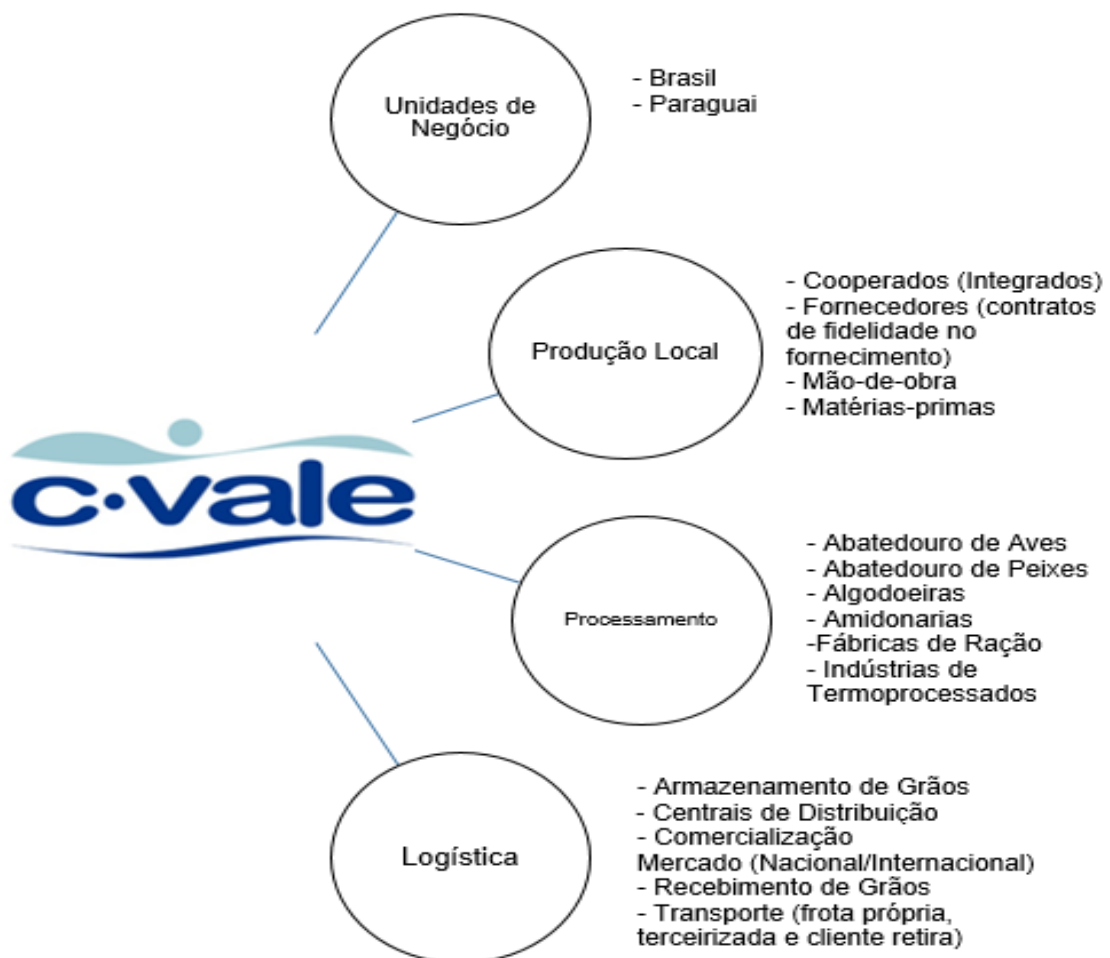 Unidades de
Negócio
- Brasil
- Paraguai
Produção Local
- Cooperados (Integrados)
- Fornecedores (contratos
de fidelidade no
fornecimento)
- Mão-de-obra
- Matérias-primas
c·vale
Processamento
- Abatedouro de Aves
- Abatedouro de Peixes
- Algodoeiras
- Amidonarias
-Fábricas de Ração
- Indústrias de
Termoprocessados
Logística
- Armazenamento de Grãos
- Centrais de Distribuição
- Comercialização
Mercado (Nacional/Internacional)
- Recebimento de Grãos
- Transporte (frota própria,
terceirizada e cliente retira)